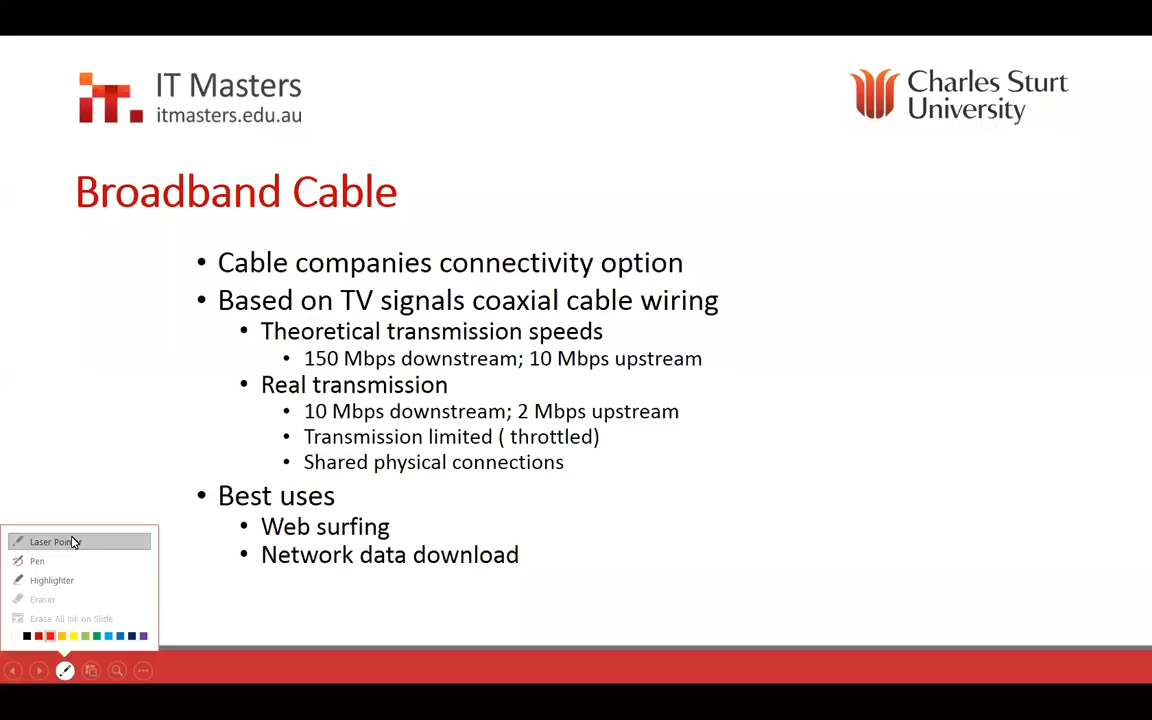 IT Masters
itmasters.edu.au
Charles Sturt
University
Broadband Cable
• Cable companies connectivity option
• Based on TV signals coaxial cable wiring
• Theoretical transmission speeds
• 150 Mbps downstream; 10 Mbps upstream
• Real transmission
• 10 Mbps downstream; 2 Mbps upstream
• Transmission limited ( throttled)
• Shared physical connections
• Best uses
• Web surfing
• Network data download
Laser Pointer
Pen
Highlighter
Eraser
Erase All Ink on Slide